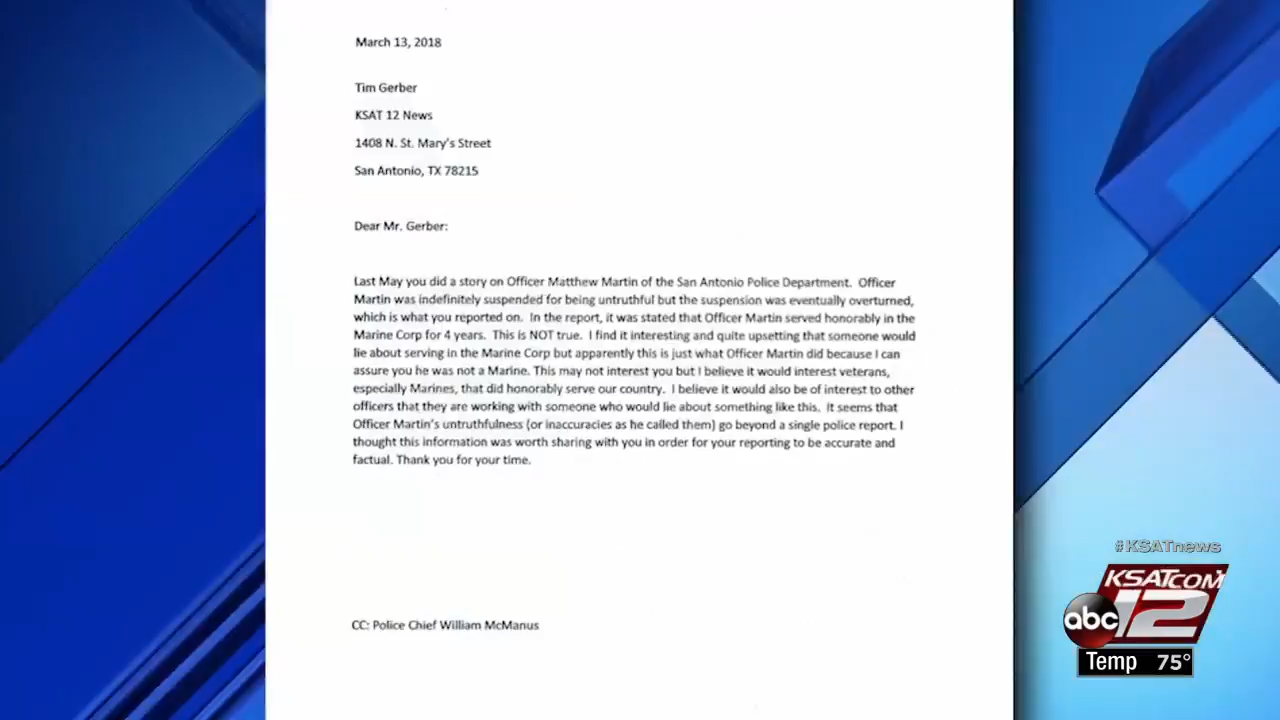 March 13, 2018
Tim Gerber
KSAT 12 News
1408 N. St. Mary's Street
San Antonio, TX 78215
Dear Mr. Gerber:
Last May you did a story on Officer Matthew Martin of the San Antonio Police Department.  Officer
Martin was indefinitely suspended for being untruthful but the suspension was eventually overturned,
which is what you reported on.  In the report, it was stated that Officer Martin served honorably in the
Marine Corp for 4 years.  This is NOT true.  I find it interesting and quite upsetting that someone would
lie about serving in the Marine Corp but apparently this is just what Officer Martin did because I can
assure you he was not a Marine. This may not interest you but I believe it would interest veterans,
especially Marines, that did honorably serve our country.  I believe it would also be of interest to other
officers that they are working with someone who would lie about something like this.  It seems that
Officer Martin's untruthfulness (or inaccuracies as he called them) go beyond a single police report. I
thought this information was worth sharing with you in order for your reporting to be accurate and
factual. Thank you for your time.
CC: Police Chief William McManus
#KSATnews
KSAT.COM
abc 12
Temp 75°